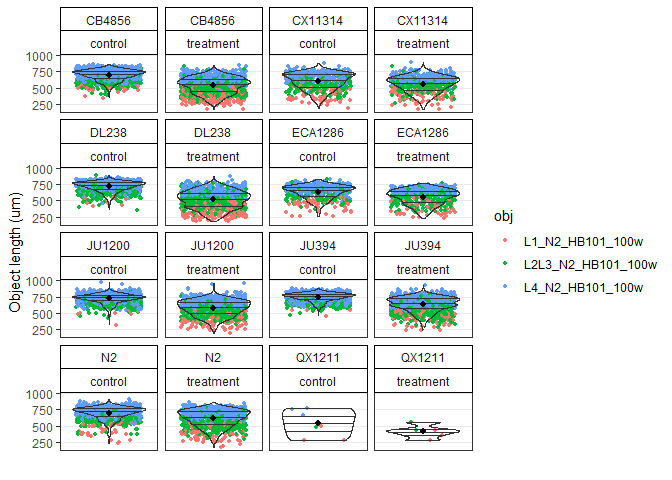 CB4856 CB4856 CX11314 CX11314
control treatment control treatment
1000
750
500
250
DL238 DL238 ECA1286 ECA1286
control treatment control treatment
1000
750
500
250
JU1200 JU1200 JU394 JU394
control treatment control treatment
1000
750
500
250
N2 N2 QX1211 QX1211
control treatment control treatment
1000
750
500
250
Object length (um)
obj
L1_N2_HB101_100w
L2L3_N2_HB101_100w
L4_N2_HB101_100w